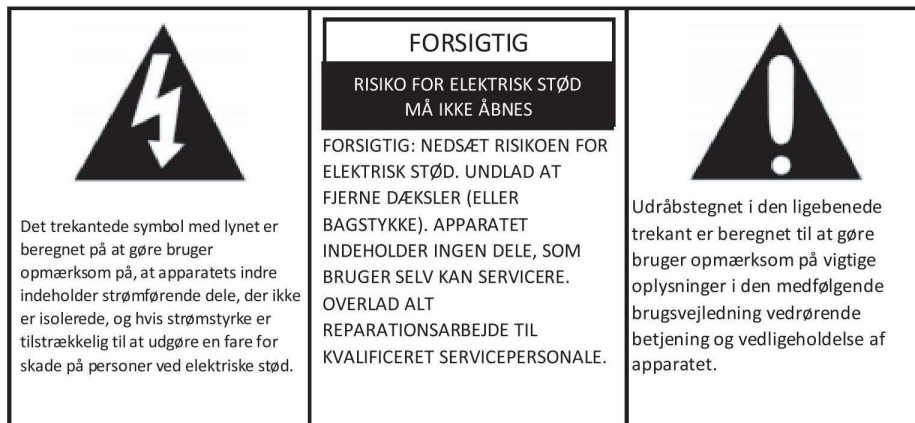 Det trekantede symbol med lynet er
beregnet på at gøre bruger
opmærksom på, at apparatets indre
indeholder strømførende dele, der ikke
er isolerede, og hvis strømstyrke er
tilstrækkelig til at udgøre en fare for
skade på personer ved elektriske stød.
FORSIGTIG
RISIKO FOR ELEKTRISK STØD
MÅ IKKE ÅBNES
FORSIGTIG: NEDSÆT RISIKOEN FOR
ELEKTRISK STØD. UNDLAD AT
FJERNE DÆKSLER (ELLER
BAGSTYKKE). APPARATET
INDEHOLDER INGEN DELE, SOM
BRUGER SELV KAN SERVICERE.
OVERLAD ALT
REPARATIONSARBEJDE TIL
KVALIFICERET SERVICEPERSONALE.
Udråbstegnet i den ligebenede
trekant er beregnet til at gøre
bruger opmærksom på vigtige
oplysninger i den medfølgende
brugsvejledning vedrørende
betjening og vedligeholdelse af
apparatet.